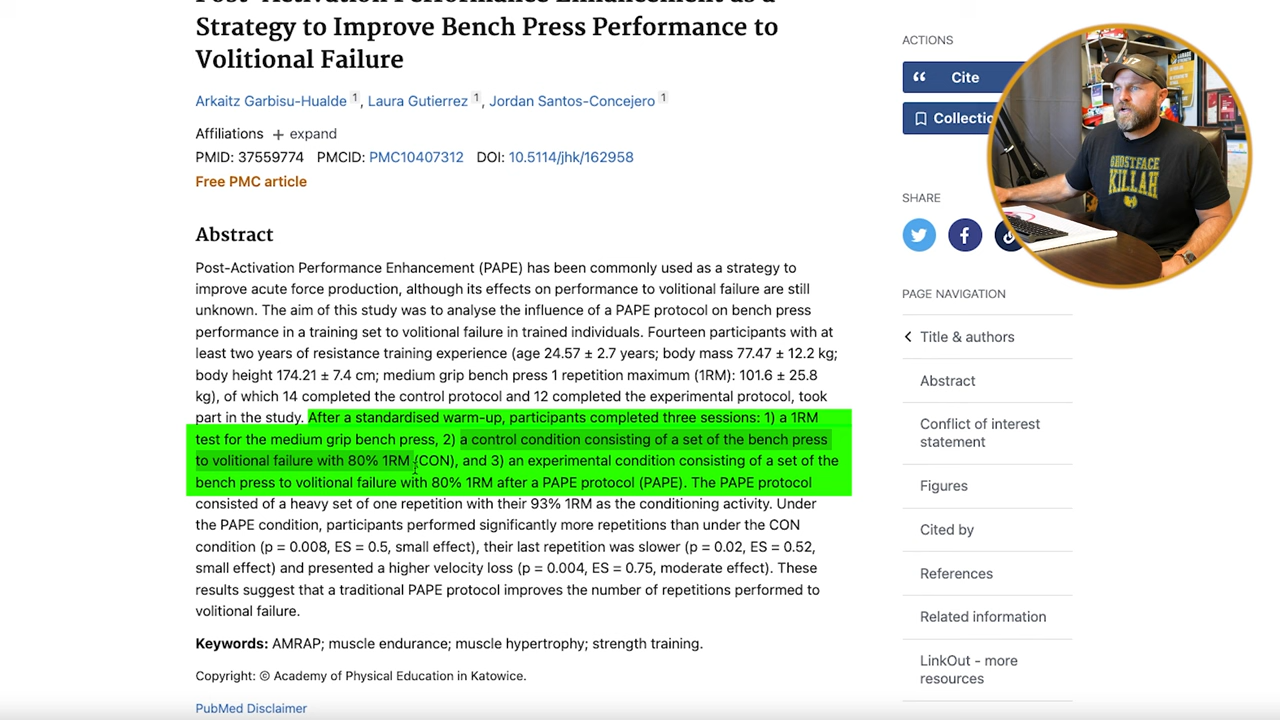 Post-Activation Performance Enhancement as a
Strategy to Improve Bench Press Performance to
Volitional Failure
Arkaitz Garbisu-Hualde 1 , Laura Gutierrez 1 , Jordan Santos-Concejero 1
Affiliations + expand
PMID: 37559774 PMCID: PMC10407312 DOI: 10.5114/jhk/162958
Free PMC article
Abstract
Post-Activation Performance Enhancement (PAPE) has been commonly used as a strategy to
improve acute force production, although its effects on performance to volitional failure are still
unknown. The aim of this study was to analyse the influence of a PAPE protocol on bench press
performance in a training set to volitional failure in trained individuals. Fourteen participants with at
least two years of resistance training experience (age 24.57 ± 2.7 years; body mass 77.47 ± 12.2 kg;
body height 174.21 ± 7.4 cm; medium grip bench press 1 repetition maximum (1RM): 101.6 ± 25.8
kg), of which 14 completed the control protocol and 12 completed the experimental protocol, took
part in the study. After a standardised warm-up, participants completed three sessions: 1) a 1RM
test for the medium grip bench press, 2) a control condition consisting of a set of the bench press
to volitional failure with 80% 1RM (CON), and 3) an experimental condition consisting of a set of the
bench press to volitional failure with 80% 1RM after a PAPE protocol (PAPE). The PAPE protocol
consisted of a heavy set of one repetition with their 93% 1RM as the conditioning activity. Under
the PAPE condition, participants performed significantly more repetitions than under the CON
condition (p = 0.008, ES = 0.5, small effect), their last repetition was slower (p = 0.02, ES = 0.52,
small effect) and presented a higher velocity loss (p = 0.004, ES = 0.75, moderate effect). These
results suggest that a traditional PAPE protocol improves the number of repetitions performed to
volitional failure.
Keywords: AMRAP; muscle endurance; muscle hypertrophy; strength training.
Copyright: © Academy of Physical Education in Katowice.
PubMed Disclaimer
ACTIONS
Cite
Collectio
SHARE
PAGE NAVIGATION
Title & authors
Abstract
Conflict of interest
statement
Figures
Cited by
References
Related information
LinkOut - more
resources
GHOSTFACE
KILLAH